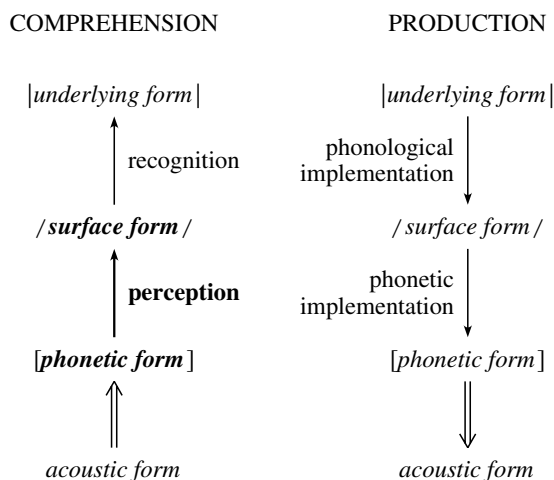 COMPREHENSION
|underlying form|
recognition
/surface form/
perception
[phonetic form]
acoustic form
PRODUCTION
|underlying form|
phonological
implementation
/surface form/
phonetic
implementation
[phonetic form]
acoustic form